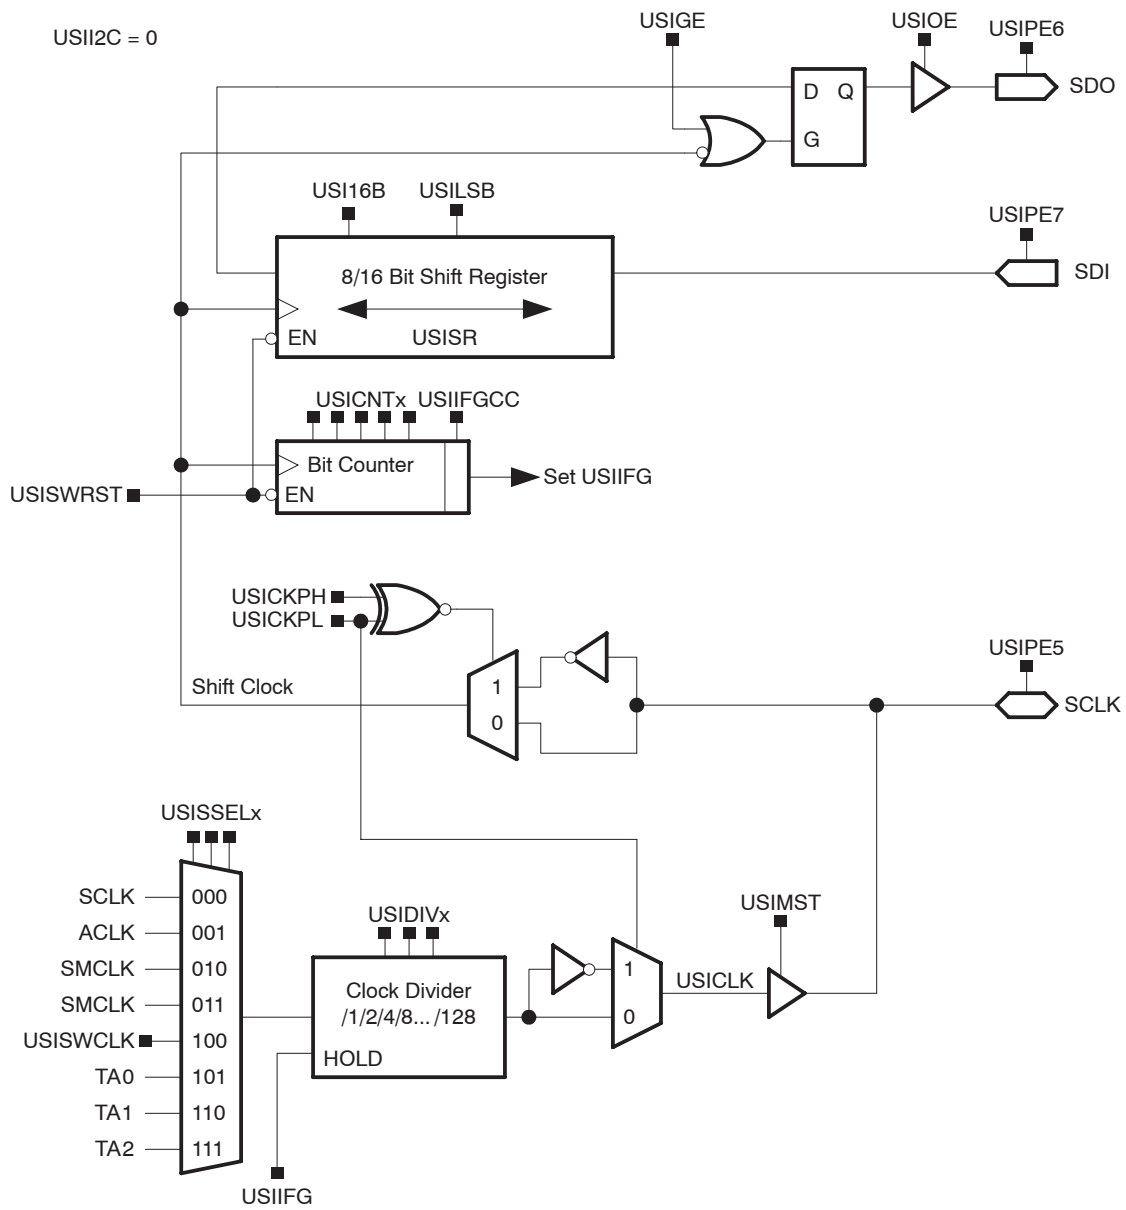 USII2C = 0
USIGE
USIOE
USIPE6
D Q
SDO
G
USI16B
USILSB
USIPE7
8/16 Bit Shift Register
SDI
EN
USISR
USICNTx
USIIFGCC
Bit Counter
Set USIIFG
USISWRST
EN
USICKPH
USICKPL
USIPE5
Shift Clock
1
SCLK
0
USISSELx
SCLK
000
USIMST
USIDIVx
ACLK
001
SMCLK
010
1
USICLK
Clock Divider
SMCLK
011
/1/2/4/8... /128
0
USISWCLK
100
HOLD
TA0
101
TA1
110
TA2
111
USIIFG